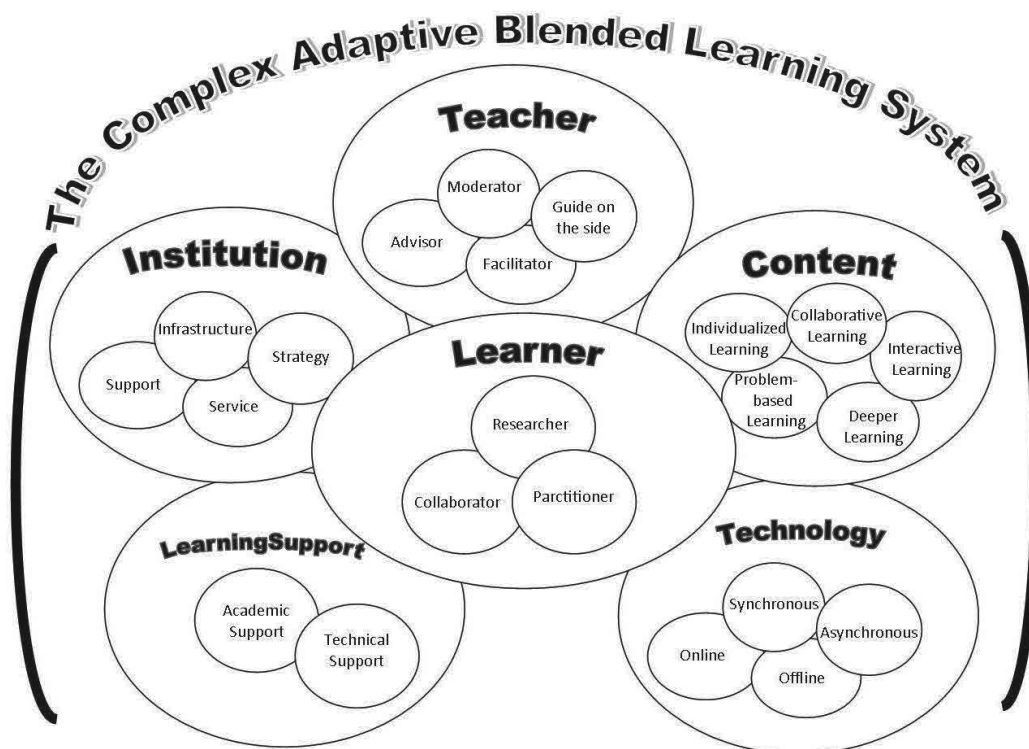 The Complex Adaptive Blended Learning System
Teacher
Moderator
Guide on
the side
Advisor
Facilitator
Institution
Infrastructure
Strategy
Support
Service
Content
Individualized
Learning
Collaborative
Learning
Interactive
Learning
Problem-
based
Learning
Deeper
Learning
Learner
Researcher
Collaborator
Parctitioner
LearningSupport
Academic
Support
Technical
Support
Technology
Synchronous
Asynchronous
Online
Offline